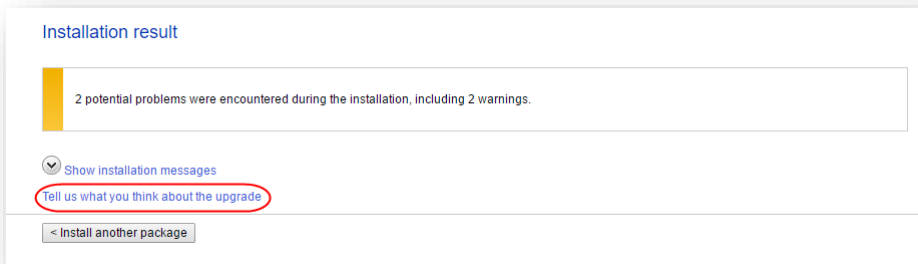 Installation result
2 potential problems were encountered during the installation, including 2 warnings.
Show installation messages
Tell us what you think about the upgrade
< Install another package